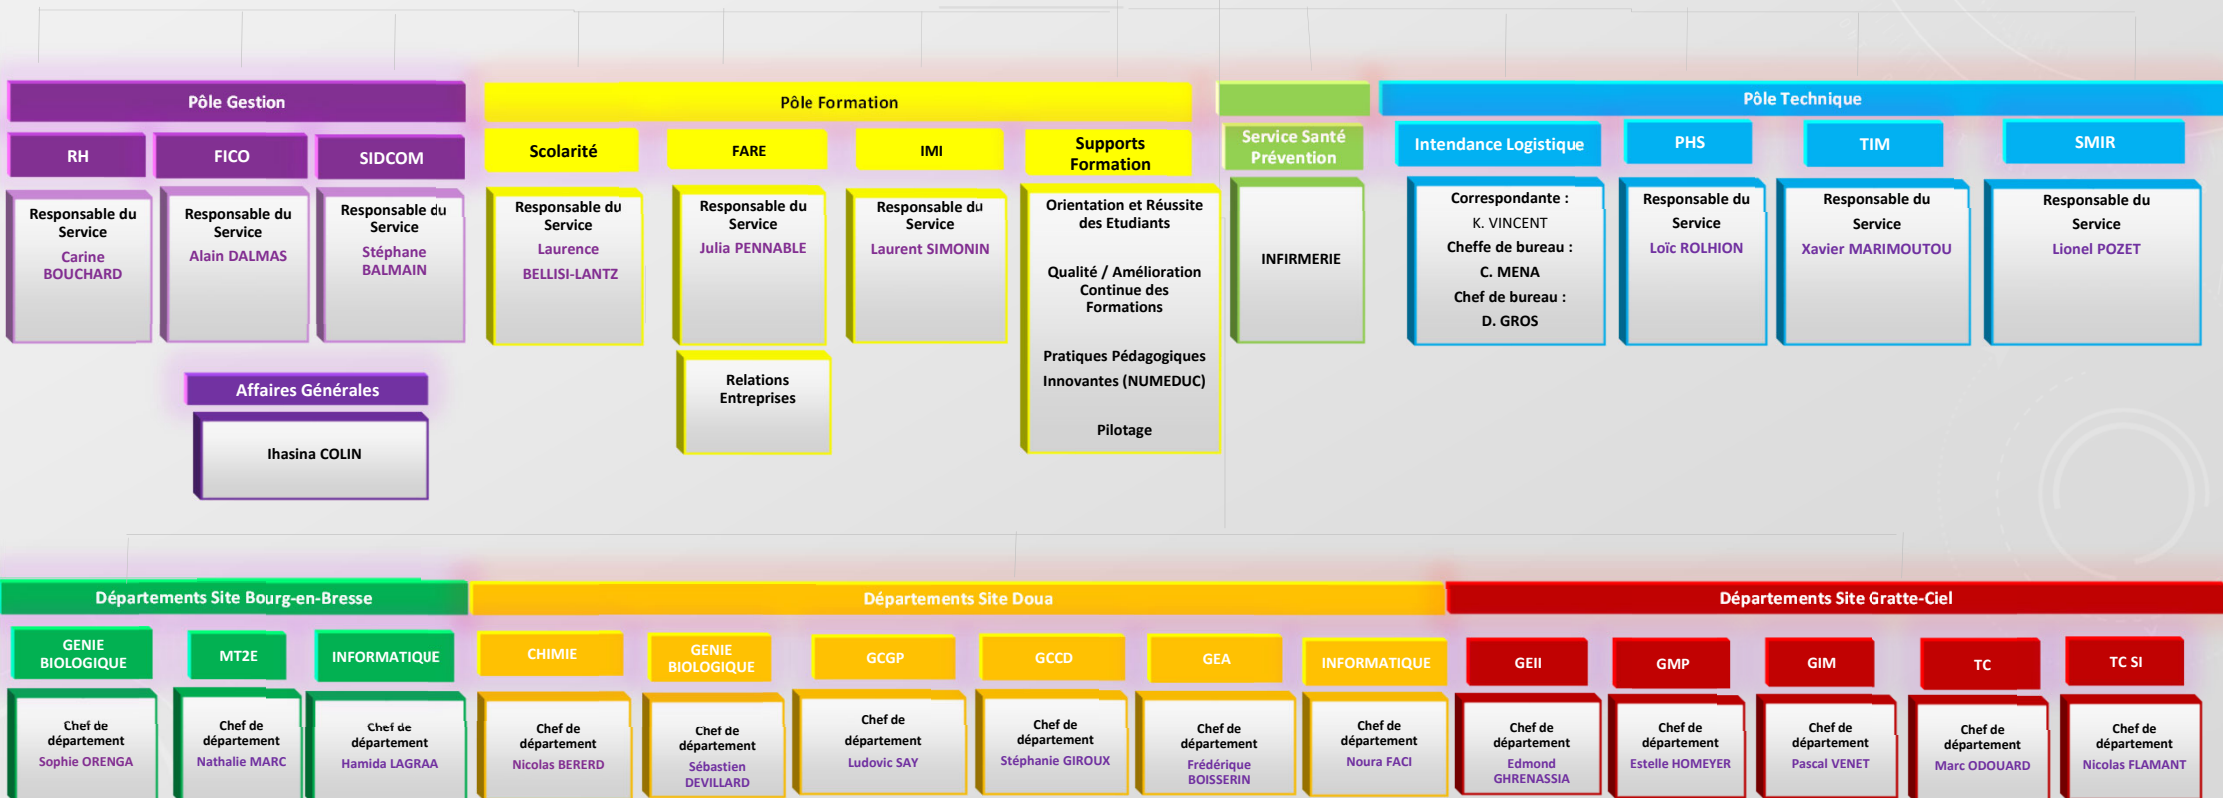 Pôle Gestion
RH
Responsable du
Service
Carine
BOUCHARD
FICO
Responsable du
Service
Alain DALMAS
SIDCOM
Responsable du
Service
Stéphane
BALMAIN
Affaires Générales
Ihasina COLIN
Pôle Formation
Scolarité
Responsable du
Service
Laurence
BELLISI-LANTZ
FARE
Responsable du
Service
Julia PENNABLE
Relations
Entreprises
IMI
Responsable du
Service
Laurent SIMONIN
Supports
Formation
Orientation et Réussite
des Etudiants
Qualité / Amélioration
Continue des
Formations
Pratiques Pédagogiques
Innovantes (NUMEDUC)
Pilotage
Service Santé
Prévention
INFIRMERIE
Pôle Technique
Intendance Logistique
Correspondante :
K. VINCENT
Cheffe de bureau :
C. MENA
Chef de bureau :
D. GROS
PHS
Responsable du
Service
Loïc ROLHION
TIM
Responsable du
Service
Xavier MARIMOUTOU
SMIR
Responsable du
Service
Lionel POZET
Départements Site Bourg-en-Bresse
GENIE
BIOLOGIQUE
Chef de
département
Sophie ORENGA
MT2E
Chef de
département
Nathalie MARC
INFORMATIQUE
Chef de
département
Hamida LAGRAA
Départements Site Doua
CHIMIE
Chef de
département
Nicolas BERERD
GENIE
BIOLOGIQUE
Chef de
département
Sébastien
DEVILLARD
GCGP
Chef de
département
Ludovic SAY
GCCD
Chef de
département
Stéphanie GIROUX
GEA
Chef de
département
Frédérique
BOISSERIN
INFORMATIQUE
Chef de
département
Noura FACI
Départements Site Gratte-Ciel
GEII
Chef de
département
Edmond
GHRENASSIA
GMP
Chef de
département
Estelle HOMEYER
GIM
Chef de
département
Pascal VENET
TC
Chef de
département
Marc ODOUARD
TC SI
Chef de
département
Nicolas FLAMANT